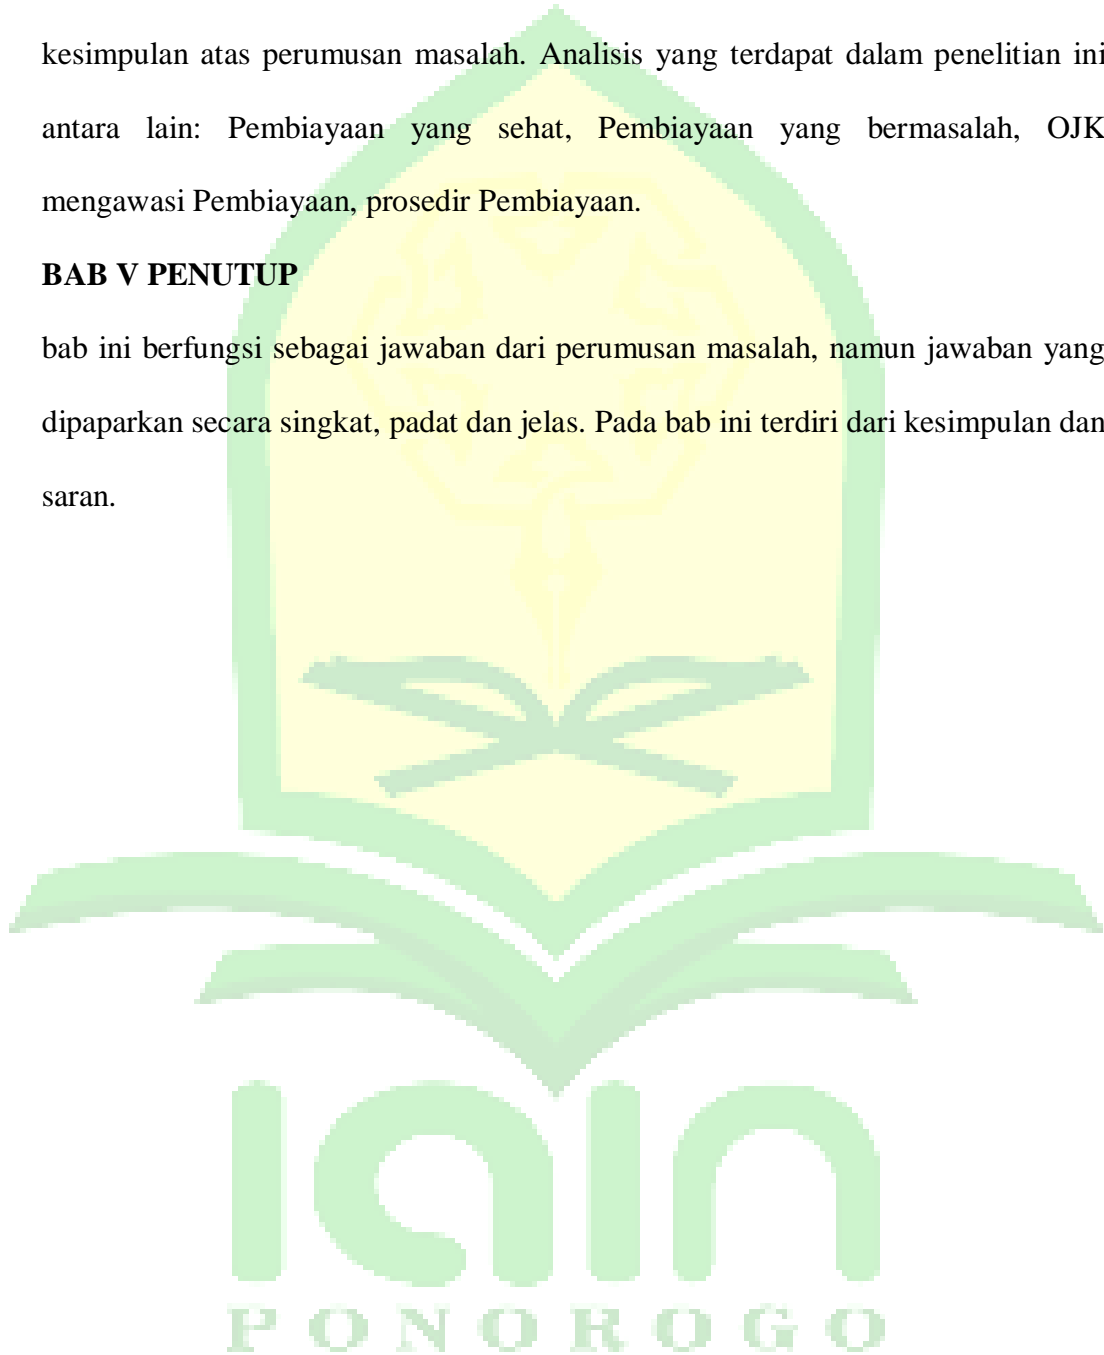 kesimpulan atas perumusan masalah. Analisis yang terdapat dalam penelitian ini
antara lain: Pembiayaan yang sehat, Pembiayaan yang bermasalah, OJK
mengawasi Pembiayaan, prosedir Pembiayaan.
BAB V PENUTUP
bab ini berfungsi sebagai jawaban dari perumusan masalah, namun jawaban yang
dipaparkan secara singkat, padat dan jelas. Pada bab ini terdiri dari kesimpulan dan
saran.
iain
PONOROGO